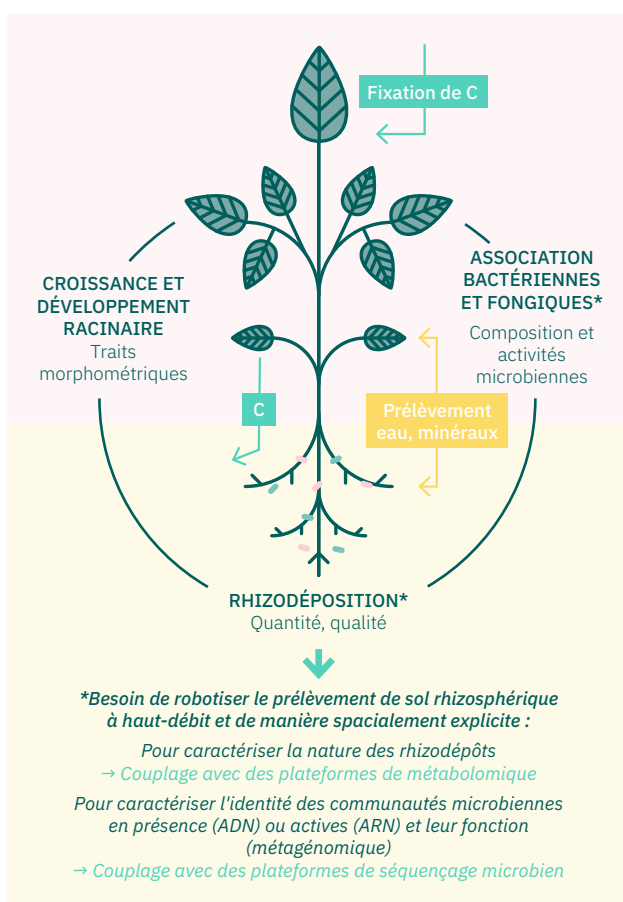 Fixation de C
CROISSANCE ET
DÉVELOPPEMENT
RACINAIRE
Traits
morphométriques
ASSOCIATION
BACTÉRIENNES
ET FONGIQUES*
Composition et
activités
microbiennes
C
Prélèvement
eau, minéraux
RHIZODÉPOSITION*
Quantité, qualité
*Besoin de robotiser le prélèvement de sol rhizosphérique
à haut-débit et de manière spacialement explicite :
Pour caractériser la nature des rhizodépôts
→ Couplage avec des plateformes de métabolomique
Pour caractériser l'identité des communautés microbiennes
en présence (ADN) ou actives (ARN) et leur fonction
(métagénomique)
→ Couplage avec des plateformes de séquençage microbien